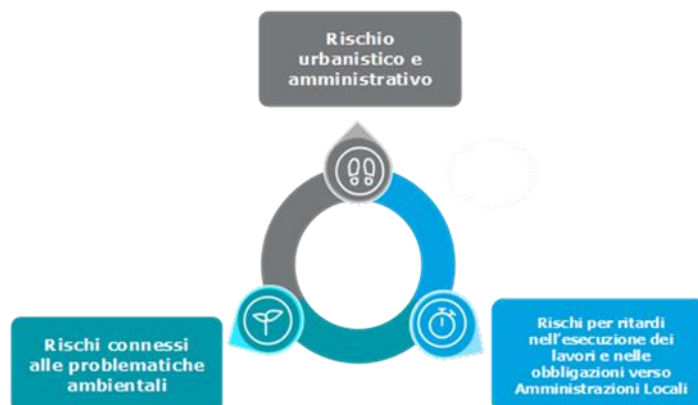 Rischio
urbanistico e
amministrativo
Rischi connessi
alle problematiche
ambientali
Rischi per ritardi
nell'esecuzione dei
lavori e nelle
obbligazioni verso
Amministrazioni Locali